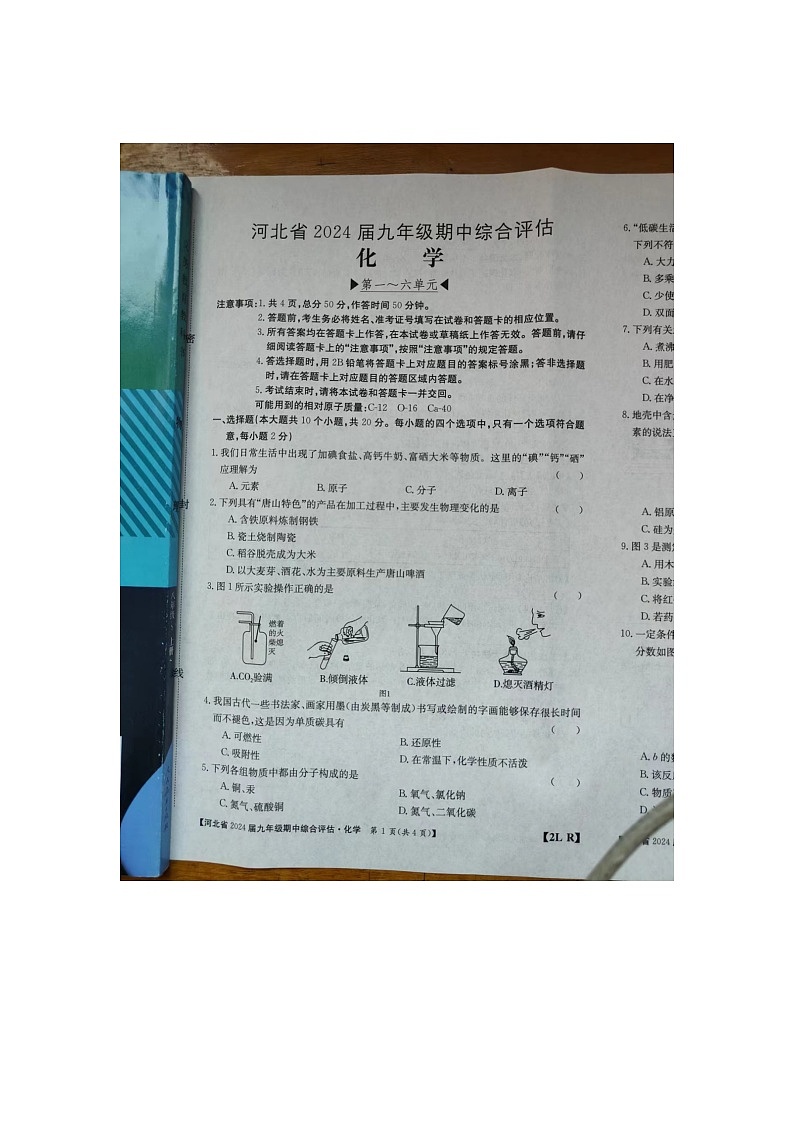 河北省 2024 届九年级期中综合评估
化 学
▶第一～六单元◀
注意事项:1. 共 4 页,总分 50 分,作答时间 50 分钟。
2. 答题前,考生务必将姓名、准考证号填写在试卷和答题卡的相应位置。
3. 所有答案均在答题卡上作答,在本试卷或草稿纸上作答无效。答题前,请仔
细阅读答题卡上的“注意事项”,按照“注意事项”的规定答题。
4. 答选择题时,用 2B 铅笔将答题卡上对应题目的答案标号涂黑;答非选择题
时,请在答题卡上对应题目的答题区域内答题。
5. 考试结束时,请将本试卷和答题卡一并交回。
可能用到的相对原子质量:C-12 O-16 Ca-40
一、选择题(本大题共 10 个小题,共 20 分。每小题的四个选项中,只有一个选项符合题
意,每小题 2 分)
1. 我们日常生活中出现了加碘食盐、高钙牛奶、富硒大米等物质。这里的“碘”“钙”“硒”
应理解为 ( )
A. 元素 B. 原子 C. 分子 D. 离子
2. 下列具有“唐山特色”的产品在加工过程中,主要发生物理变化的是 ( )
A. 含铁原料炼制钢铁
B. 瓷土烧制陶瓷
C. 稻谷脱壳成为大米
D. 以大麦芽、酒花、水为主要原料生产唐山啤酒
3. 图 1 所示实验操作正确的是 ( )
燃着
的火
柴熄
灭
A.CO₂验满 B.倾倒液体 C.液体过滤 D.熄灭酒精灯
图1
4. 我国古代一些书法家、画家用墨(由炭黑等制成)书写或绘制的字画能够保存很长时间
而不褪色,这是因为单质碳具有 ( )
A. 可燃性 B. 还原性
C. 吸附性 D. 在常温下,化学性质不活泼
5. 下列各组物质中都由分子构成的是 ( )
A. 铜、汞 B. 氧气、氯化钠
C. 氮气、硫酸铜 D. 氮气、二氧化碳
【河北省 2024 届九年级期中综合评估·化学 第 1 页(共 4 页)】 【2L R】
密
封
线
6. “低碳生活
下列不符
A. 大力
B. 多乘
C. 少使
D. 双面
7. 下列有关
A. 煮沸
B. 用肥
C. 在水
D. 在净
8. 地壳中含
素的说法
A. 铝原
C. 硅为
9. 图 3 是测
A. 用木
B. 实验
C. 将红
D. 若药
10. 一定条件
分数如图
A. b 的
B. 该反
C. 物质
D.
省 2024